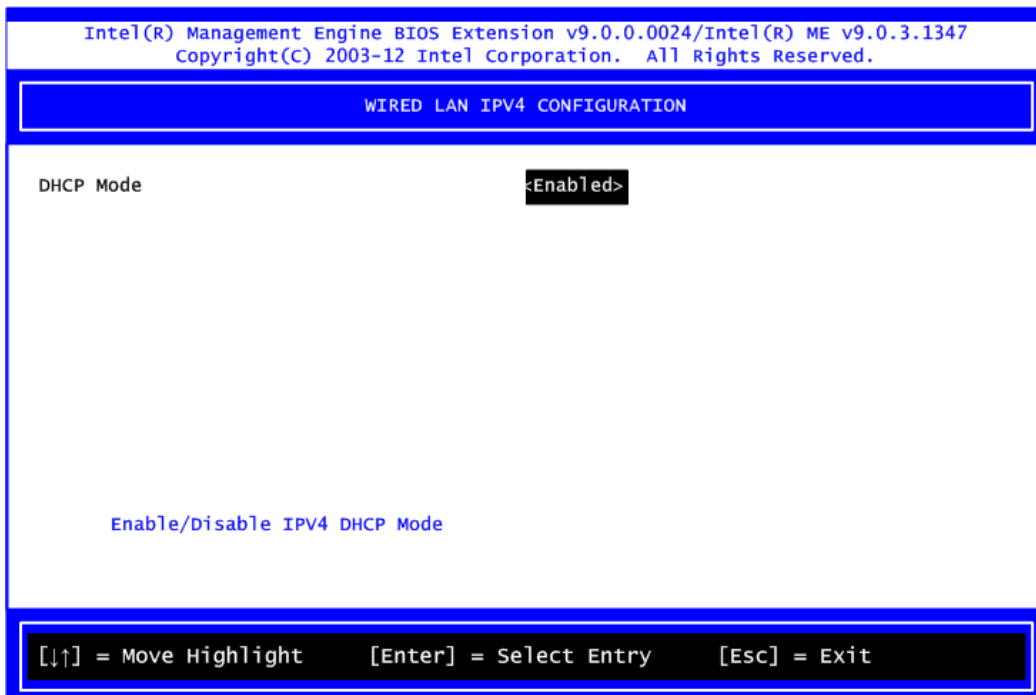 Intel(R) Management Engine BIOS Extension v9.0.0.0024/Intel(R) ME v9.0.3.1347
Copyright(C) 2003-12 Intel Corporation. All Rights Reserved.
WIRED LAN IPV4 CONFIGURATION
DHCP Mode <Enabled>
Enable/Disable IPV4 DHCP Mode
[↓↑] = Move Highlight [Enter] = Select Entry [Esc] = Exit